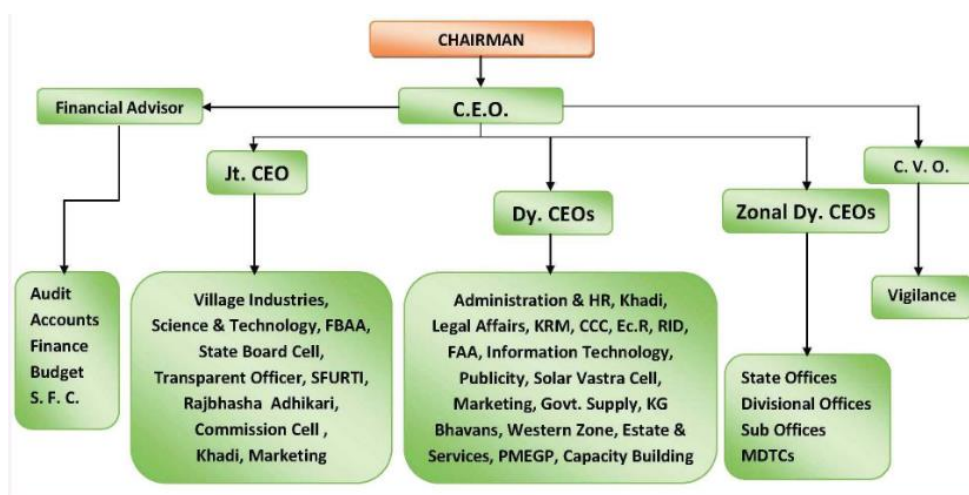 CHAIRMAN
Financial Advisor
C.E.O.
Jt. CEO
Dy. CEOs
Zonal Dy. CEOs
C. V. O.
Audit
Accounts
Finance
Budget
S. F. C.
Village Industries,
Science & Technology, FBAA,
State Board Cell,
Transparent Officer, SFURTI,
Rajbhasha Adhikari,
Commission Cell ,
Khadi, Marketing
Administration & HR, Khadi,
Legal Affairs, KRM, CCC, Ec.R, RID,
FAA, Information Technology,
Publicity, Solar Vastra Cell,
Marketing, Govt. Supply, KG
Bhavans, Western Zone, Estate &
Services, PMEGP, Capacity Building
State Offices
Divisional Offices
Sub Offices
MDTCs
Vigilance